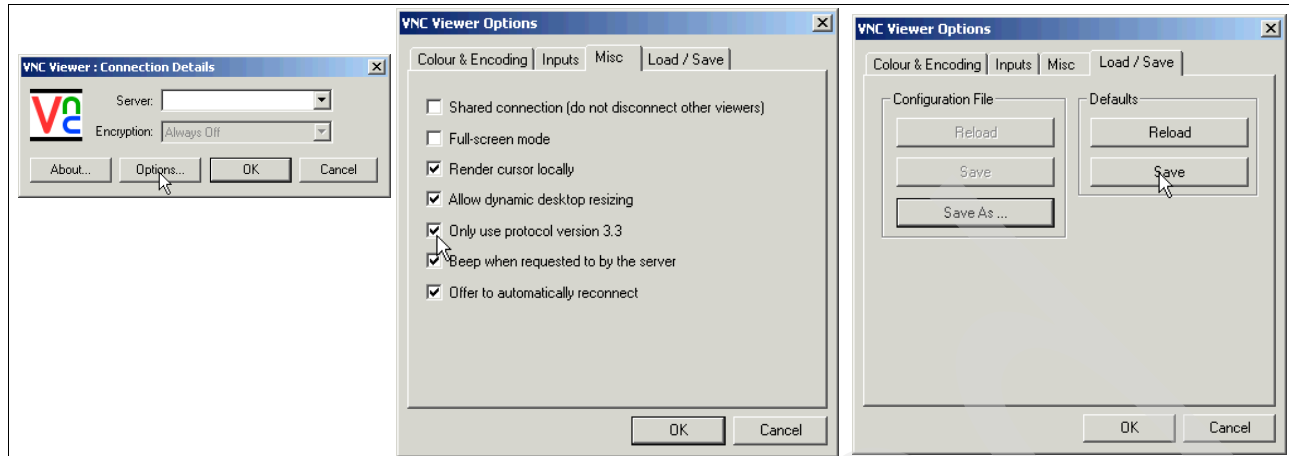 VNC Viewer : Connection Details
VNC
Server:
Encryption: Always Off
About... Options... OK Cancel
VNC Viewer Options
Colour & Encoding Inputs Misc Load / Save
Shared connection (do not disconnect other viewers)
Full-screen mode
Render cursor locally
Allow dynamic desktop resizing
Only use protocol version 3.3
Beep when requested to by the server
Offer to automatically reconnect
OK Cancel
VNC Viewer Options
Colour & Encoding Inputs Misc Load / Save
Configuration File Defaults
Reload Reload
Save Save
Save As ...
OK Cancel